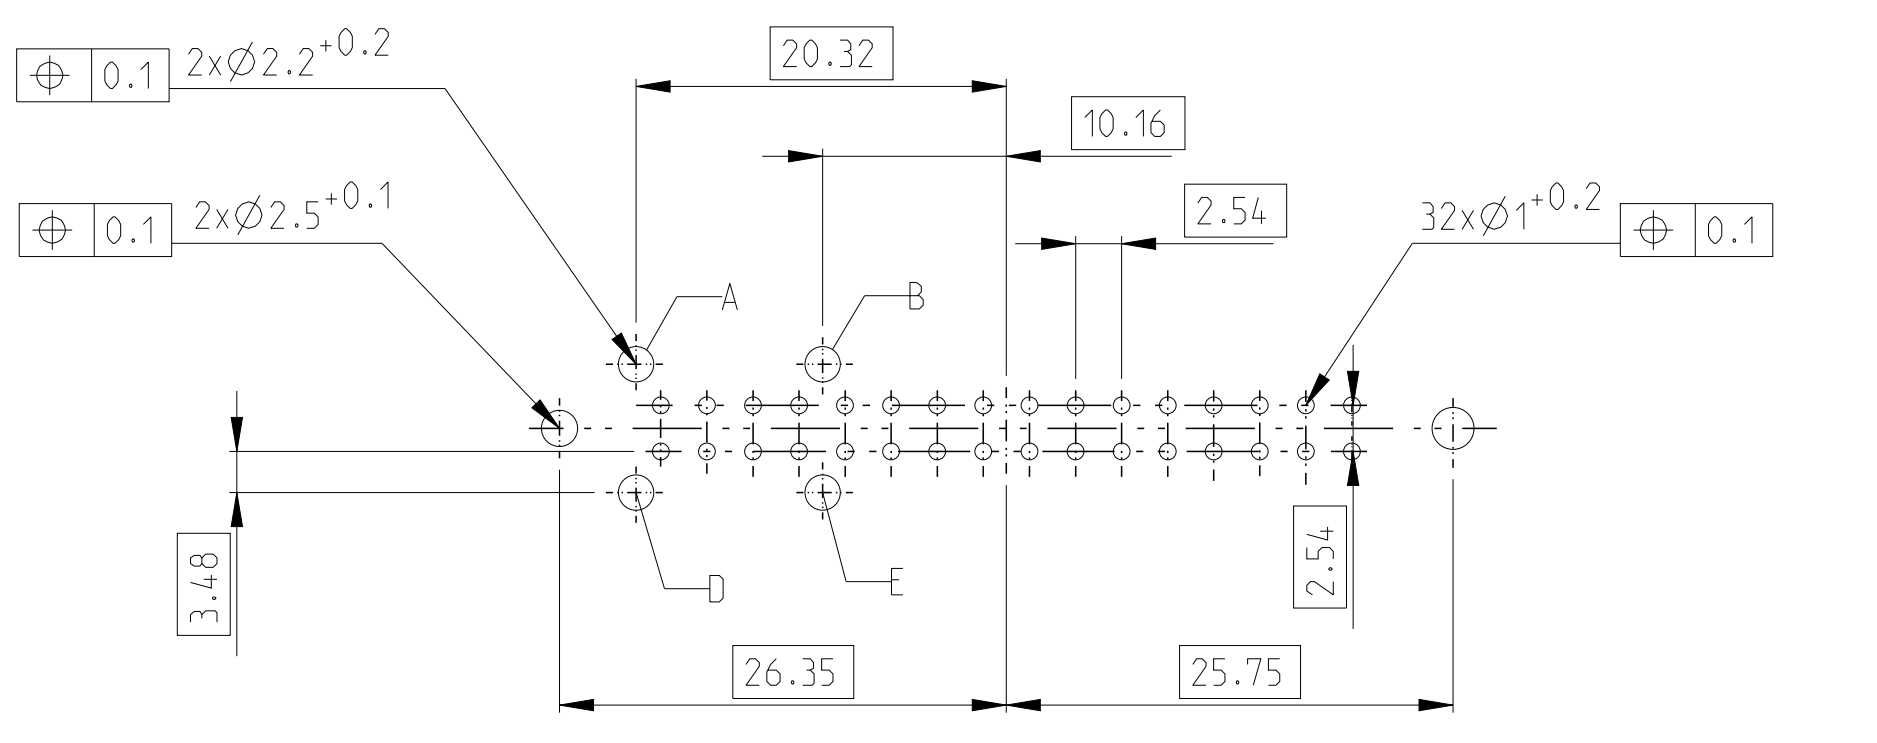 ⌖ 0.1 2xØ2.2+0.2
20.32
10.16
⌖ 0.1 2xØ2.5+0.1
2.54
32xØ1+0.2 ⌖ 0.1
A
B
3.48
D
E
2.54
26.35
25.75